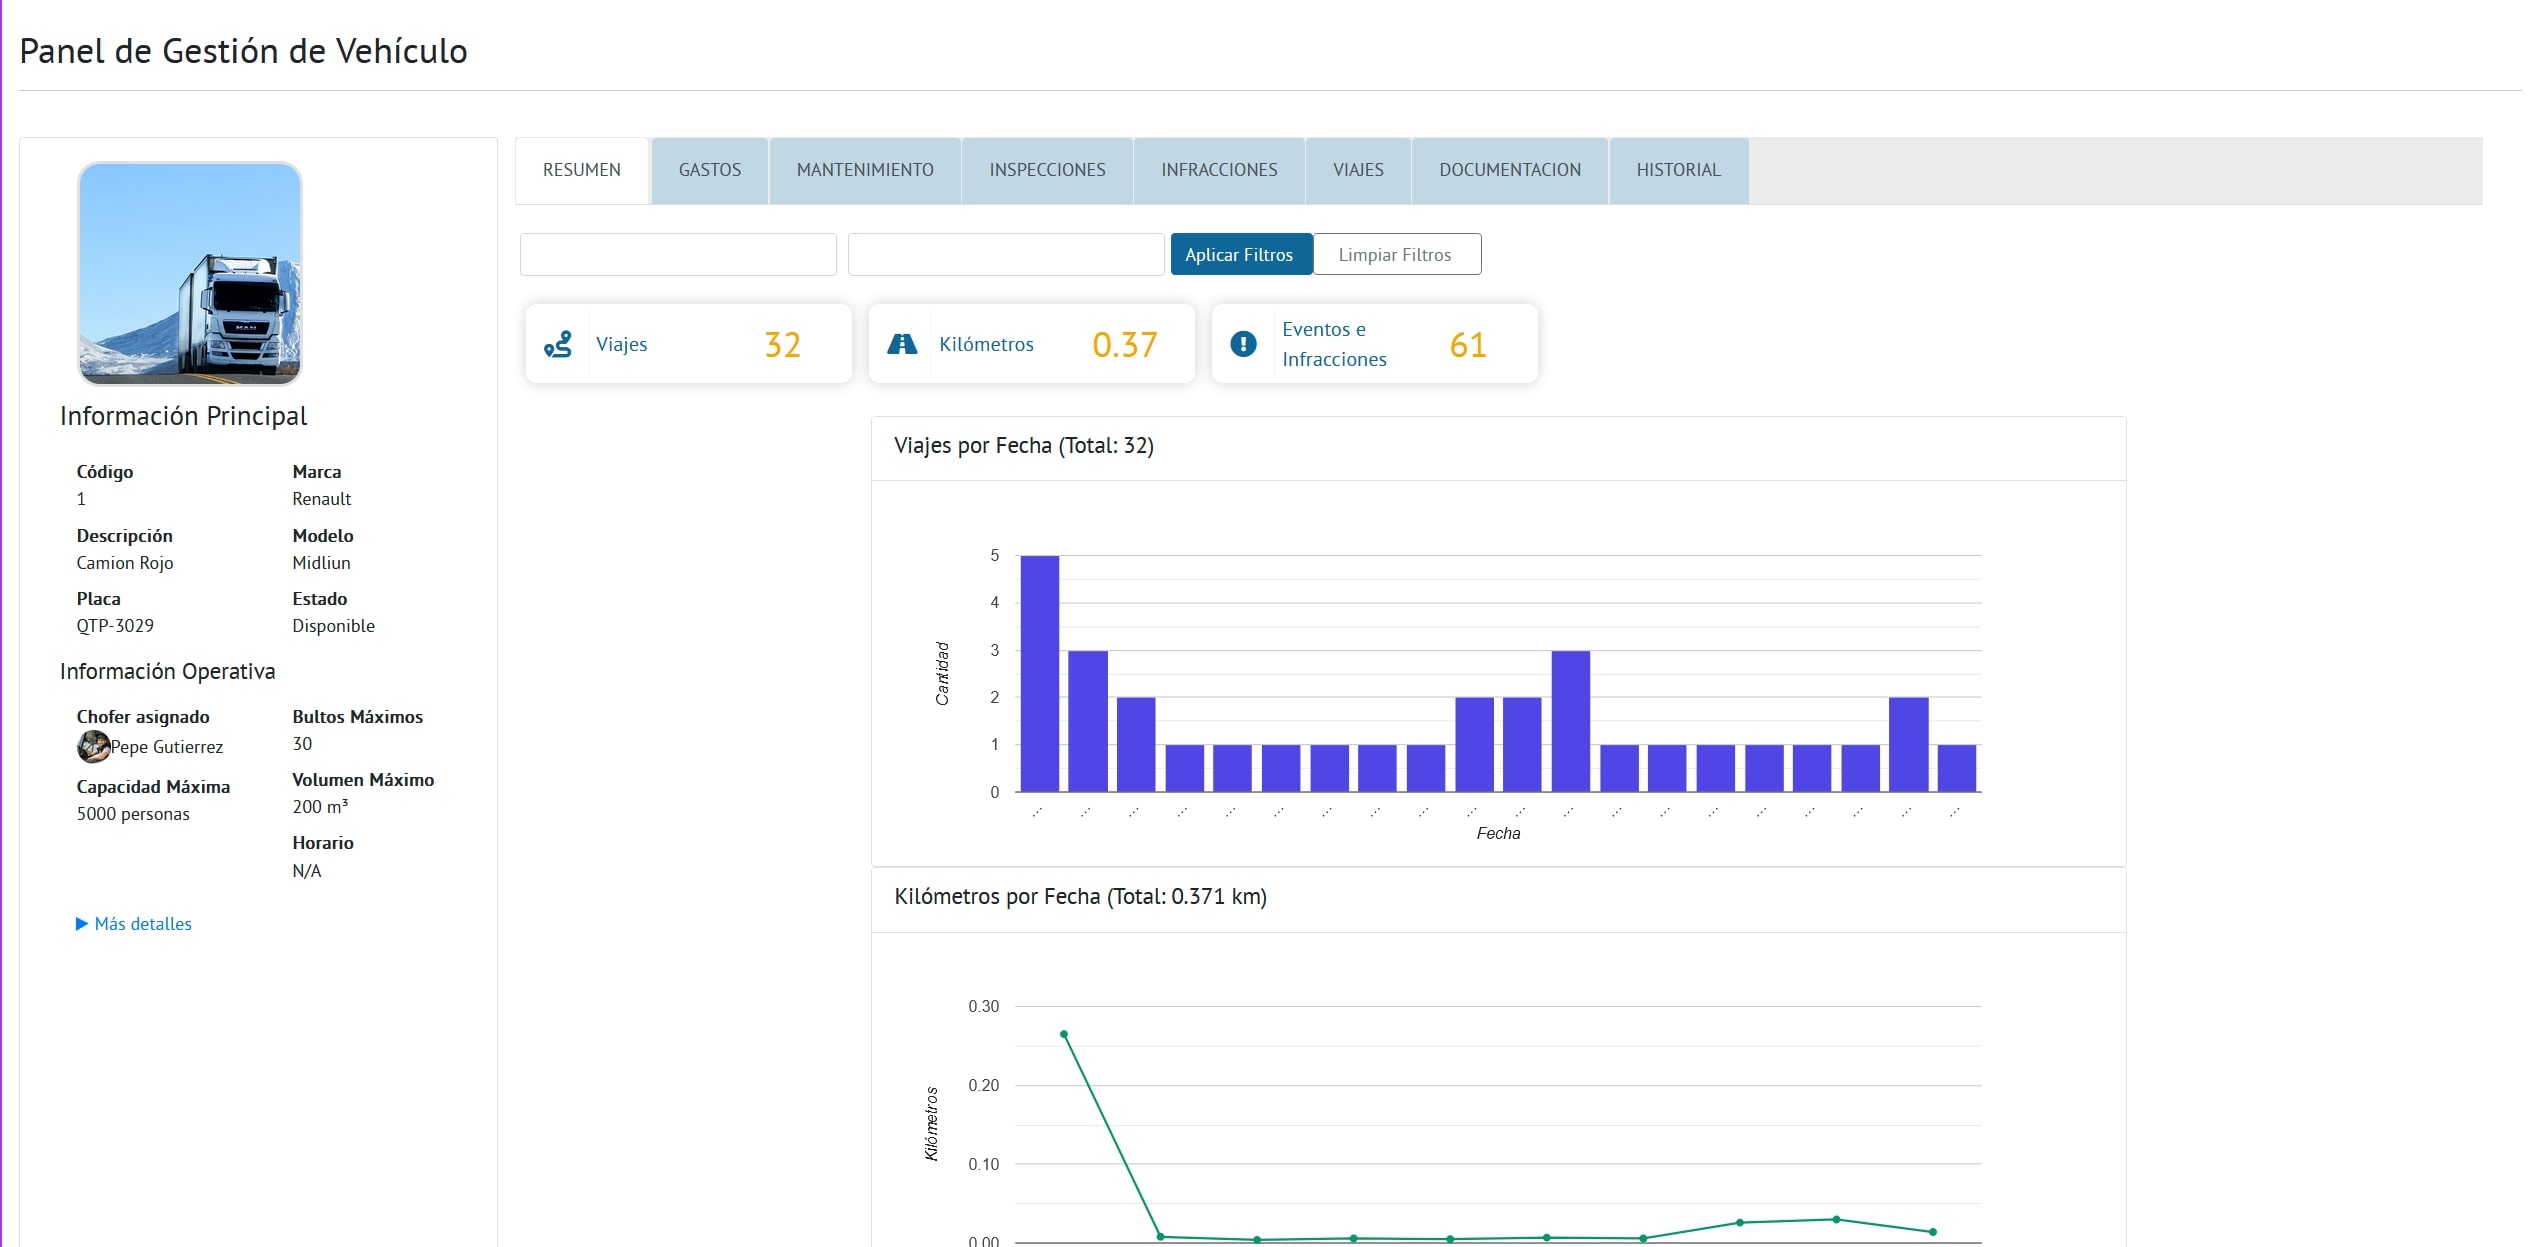 Panel de Gestión de Vehículo
MAN
Información Principal
Código
1
Marca
Renault
Descripción
Camion Rojo
Modelo
Midliun
Placa
QTP-3029
Estado
Disponible
Información Operativa
Chofer asignado
Pepe Gutierrez
Bultos Máximos
30
Capacidad Máxima
5000 personas
Volumen Máximo
200 m³
Horario
N/A
▶ Más detalles
RESUMEN GASTOS MANTENIMIENTO INSPECCIONES INFRACCIONES VIAJES DOCUMENTACION HISTORIAL
Aplicar Filtros Limpiar Filtros
Viajes 32
Kilómetros 0.37
Eventos e
Infracciones 61
Viajes por Fecha (Total: 32)
Cantidad
5
4
3
2
1
0
... ... ... ... ... ... ... ... ... ... ... ... ... ... ... ... ... ... ... ...
Fecha
Kilómetros por Fecha (Total: 0.371 km)
Kilómetros
0.30
0.20
0.10
0.00